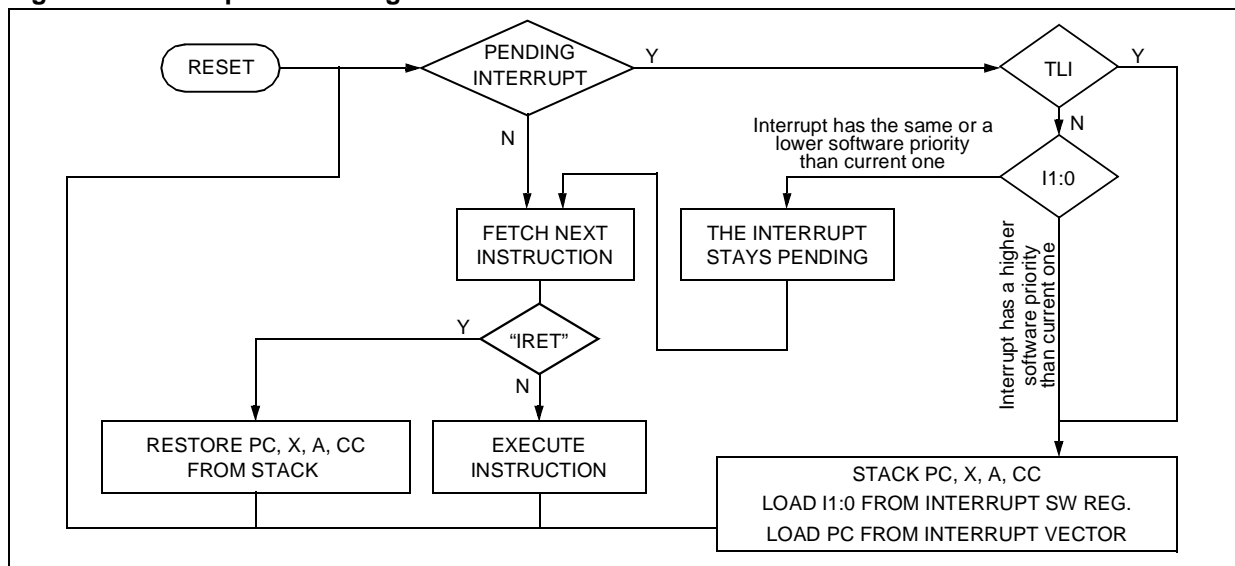 RESET
PENDING
INTERRUPT
Y
TLI
Y
N
N
Interrupt has the same or a
lower software priority
than current one
I1:0
FETCH NEXT
INSTRUCTION
THE INTERRUPT
STAYS PENDING
Interrupt has a higher
software priority
than current one
Y
“IRET”
N
RESTORE PC, X, A, CC
FROM STACK
EXECUTE
INSTRUCTION
STACK PC, X, A, CC
LOAD I1:0 FROM INTERRUPT SW REG.
LOAD PC FROM INTERRUPT VECTOR